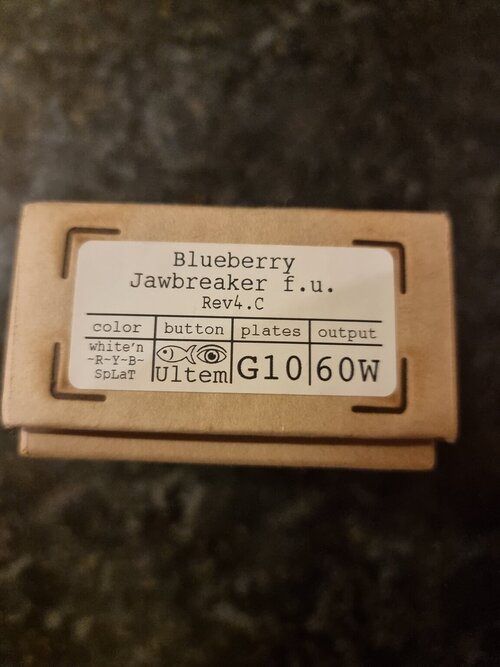 Blueberry
Jawbreaker f.u.
Rev4.C
color button plates output
white'n
~R~Y~B~
SpLaT
Ultem
G10
60W